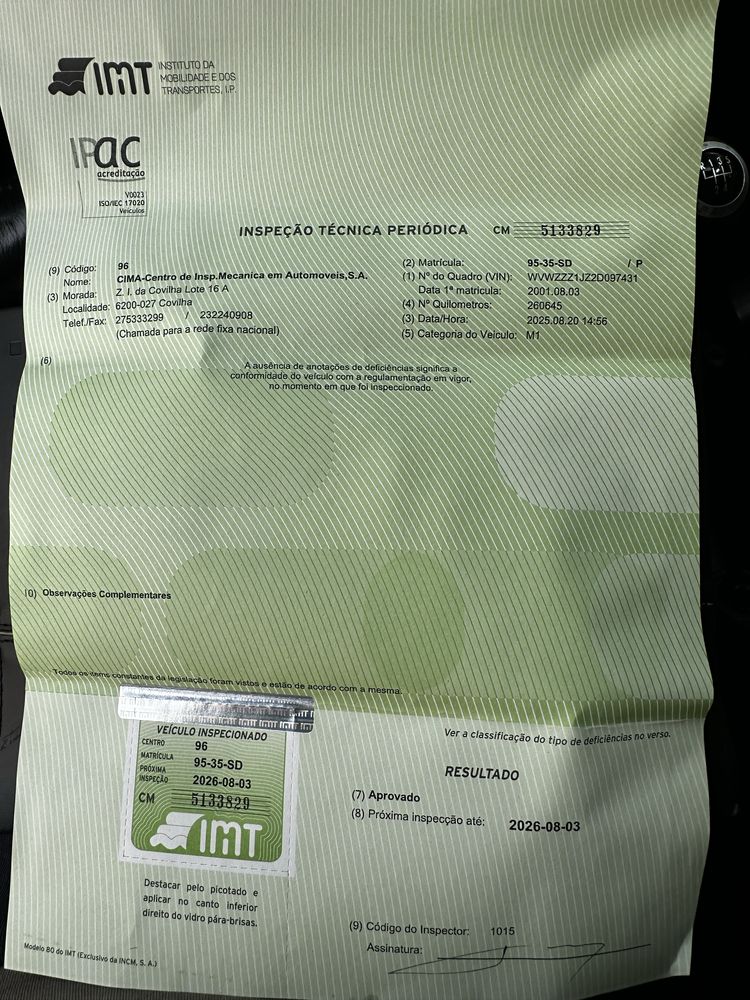 IMT INSTITUTO DA
MOBILIDADE E DOS
TRANSPORTES, I.P.
IPac
acreditação
V0023
ISO/IEC 17020
Veículos
INSPEÇÃO TÉCNICA PERIÓDICA CM 5133829
(9) Código: 96
Nome: CIMA-Centro de Insp.Mecanica em Automoveis,S.A.
(3) Morada: Z. I. da Covilha Lote 16 A
Localidade: 6200-027 Covilha
Telef./Fax: 275333299 / 232240908
(Chamada para a rede fixa nacional)
(2) Matrícula: 95-35-SD / P
(1) Nº do Quadro (VIN): WVWZZZ1JZ2D097431
Data 1ª matricula: 2001.08.03
(4) Nº Quilometros: 260645
(3) Data/Hora: 2025.08.20 14:56
(5) Categoria do Veículo: M1
(6)
A ausência de anotações de deficiências significa a
conformidade do veículo com a regulamentação em vigor,
no momento em que foi inspeccionado.
10) Observações Complementares
Todos os items constantes da legislação foram vistos e estão de acordo com a mesma.
VEÍCULO INSPECIONADO
CENTRO 96
MATRÍCULA 95-35-SD
PRÓXIMA
INSPEÇÃO 2026-08-03
CM 5133829
IMT
Destacar pelo picotado e
aplicar no canto inferior
direito do vidro pára-brisas.
Modelo 80 do IMT (Exclusivo da INCM, S. A.)
Ver a classificação do tipo de deficiências no verso.
RESULTADO
(7) Aprovado
(8) Próxima inspecção até: 2026-08-03
(9) Código do Inspector: 1015
Assinatura:
R 1 3 5